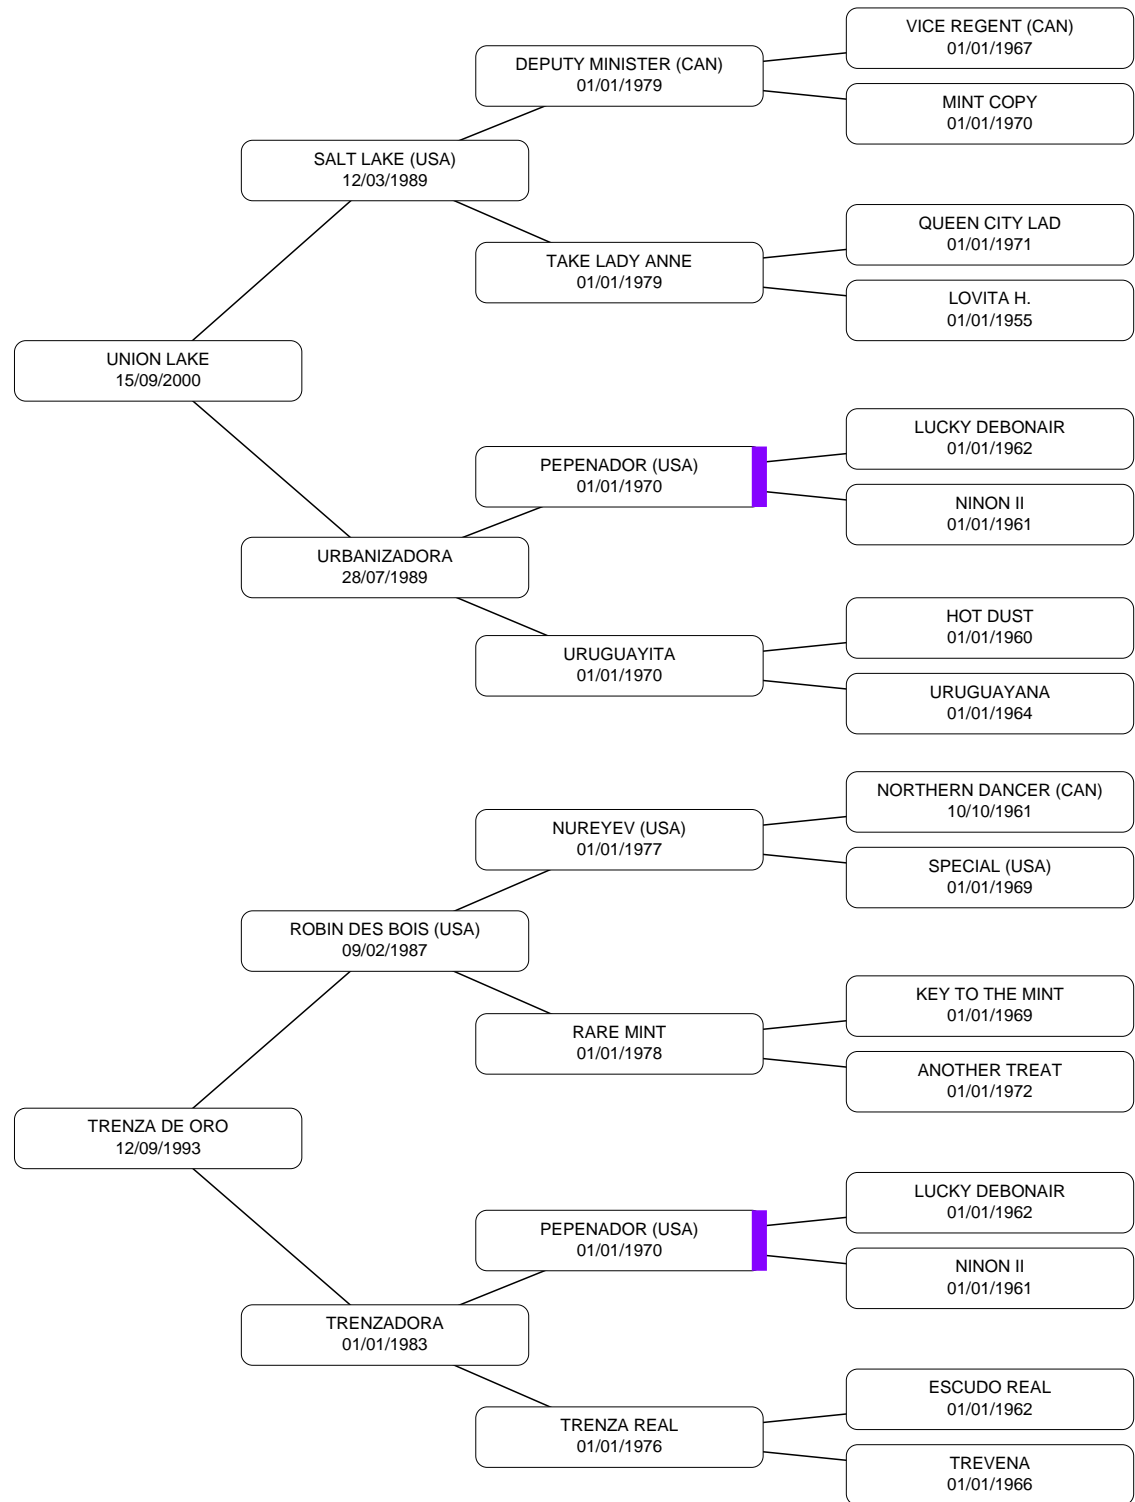 VICE REGENT (CAN)
01/01/1967
DEPUTY MINISTER (CAN)
01/01/1979
MINT COPY
01/01/1970
SALT LAKE (USA)
12/03/1989
QUEEN CITY LAD
01/01/1971
TAKE LADY ANNE
01/01/1979
LOVITA H.
01/01/1955
UNION LAKE
15/09/2000
LUCKY DEBONAIR
01/01/1962
PEPENADOR (USA)
01/01/1970
NINON II
01/01/1961
URBANIZADORA
28/07/1989
HOT DUST
01/01/1960
URUGUAYITA
01/01/1970
URUGUAYANA
01/01/1964
NORTHERN DANCER (CAN)
10/10/1961
NUREYEV (USA)
01/01/1977
SPECIAL (USA)
01/01/1969
ROBIN DES BOIS (USA)
09/02/1987
KEY TO THE MINT
01/01/1969
RARE MINT
01/01/1978
ANOTHER TREAT
01/01/1972
TRENZA DE ORO
12/09/1993
LUCKY DEBONAIR
01/01/1962
PEPENADOR (USA)
01/01/1970
NINON II
01/01/1961
TRENZADORA
01/01/1983
ESCUDO REAL
01/01/1962
TRENZA REAL
01/01/1976
TREVENA
01/01/1966